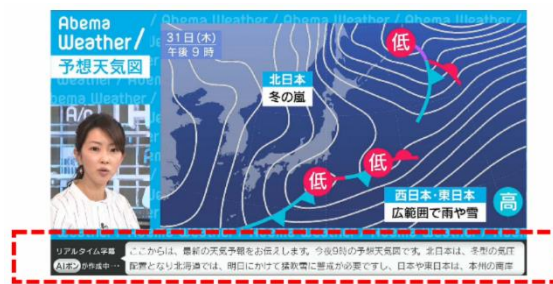 Abema
Weather/
予想天気図
31日(木)
午後9時
低
北日本
冬の嵐
低
低
西日本・東日本
広範囲で雨や雪
高
リアルタイム字幕
AIポンが作成中…
ここからは、最新の天気予報をお伝えします。今夜9時の予想天気図です。北日本は、冬型の気圧
配置となり北海道では、明日にかけて猛吹雪に警戒が必要ですし、日本や東日本は、本州の南岸